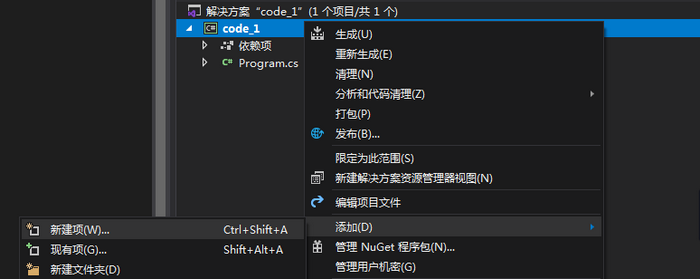 解决方案"code_1"(1 个项目/共 1 个)
code_1
依赖项
Program.cs
生成(U)
重新生成(E)
清理(N)
分析和代码清理(Z)
打包(P)
发布(B)...
限定为此范围(S)
新建解决方案资源管理器视图(N)
编辑项目文件
添加(D)
管理 NuGet 程序包(N)...
管理用户机密(G)
新建项(W)... Ctrl+Shift+A
现有项(G)... Shift+Alt+A
新建文件夹(D)